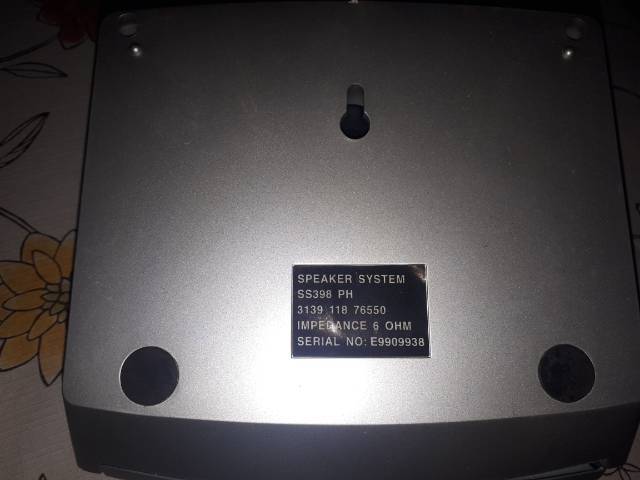 SPEAKER SYSTEM
SS398 PH
3139 118 76550
IMPEDANCE 6 OHM
SERIAL NO: E9909938